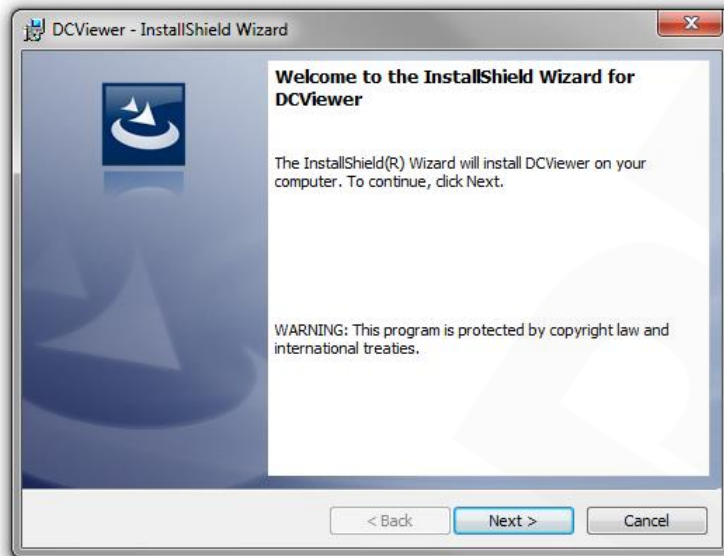 DCViewer - InstallShield Wizard
Welcome to the InstallShield Wizard for
DCViewer
The InstallShield(R) Wizard will install DCViewer on your
computer. To continue, click Next.
WARNING: This program is protected by copyright law and
international treaties.
< Back Next > Cancel